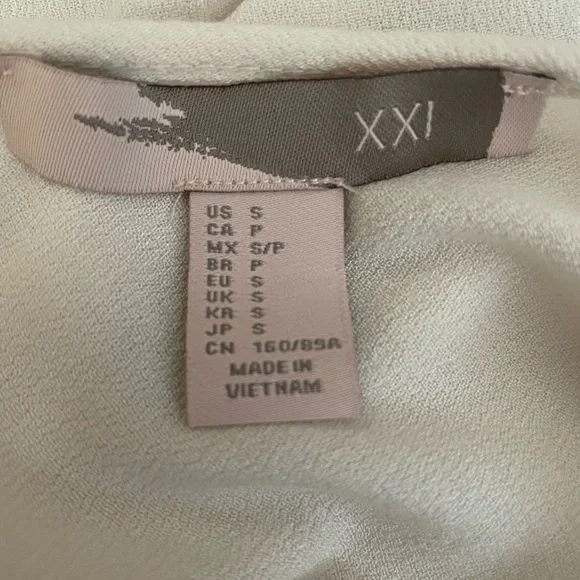 XXI
US S
CA P
MX S/P
BR P
EU S
UK S
KR S
JP S
CN 160/89A
MADE IN
VIETNAM